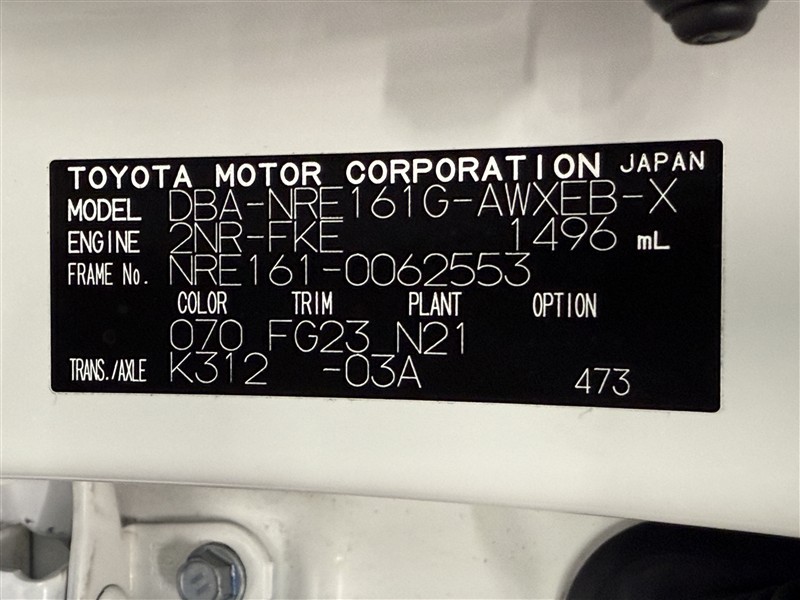 TOYOTA MOTOR CORPORATION JAPAN
MODEL DBA-NRE161G-AWXEB-X
ENGINE 2NR-FKE 1496 mL
FRAME No. NRE161-0062553
COLOR TRIM PLANT OPTION
070 FG23 N21
TRANS./AXLE K312 -03A 473